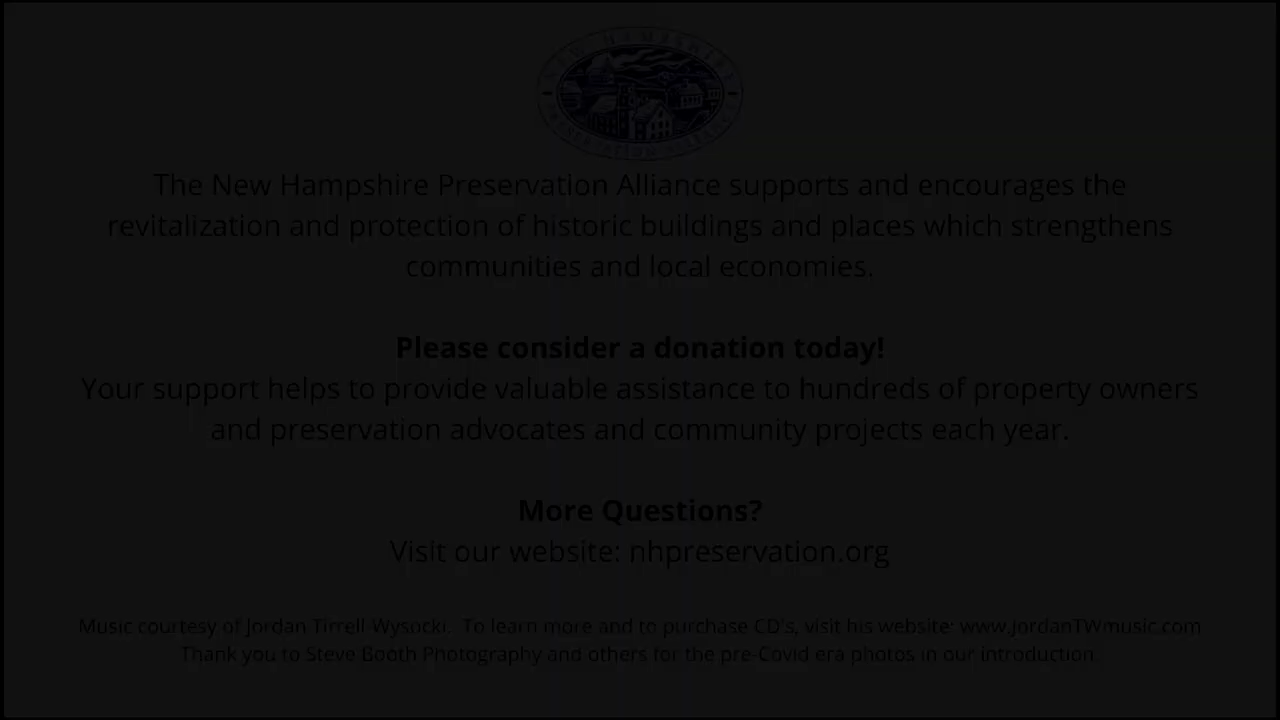 NEW HAMPSHIRE
PRESERVATION ALLIANCE
The New Hampshire Preservation Alliance supports and encourages the
revitalization and protection of historic buildings and places which strengthens
communities and local economies.
Please consider a donation today!
Your support helps to provide valuable assistance to hundreds of property owners
and preservation advocates and community projects each year.
More Questions?
Visit our website: nhpreservation.org
Music courtesy of Jordan Tirrell-Wysocki. To learn more and to purchase CD's, visit his website: www.JordanTWmusic.com
Thank you to Steve Booth Photography and others for the pre-Covid era photos in our introduction.